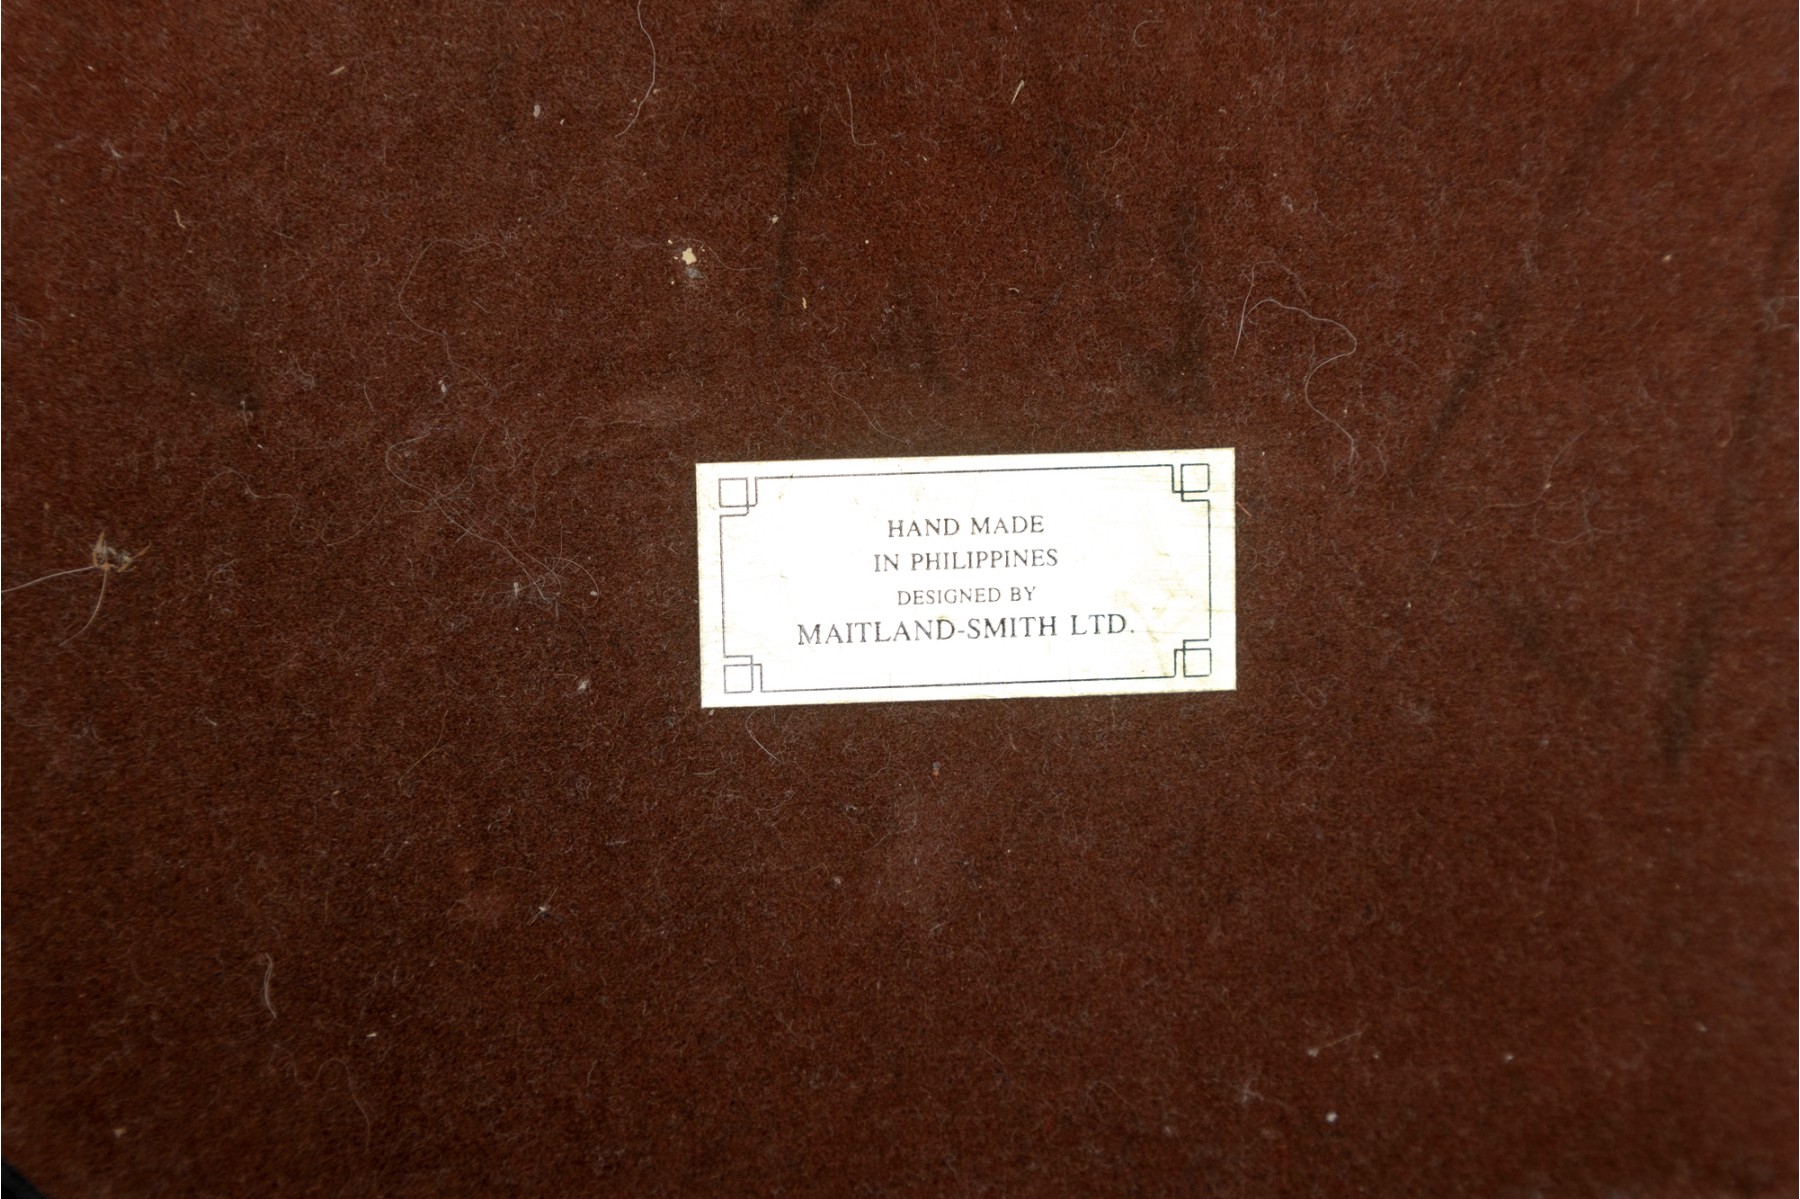 HAND MADE
IN PHILIPPINES
DESIGNED BY
MAITLAND-SMITH LTD.